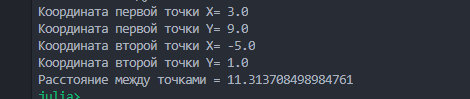 Координата первой точки X= 3.0
Координата первой точки Y= 9.0
Координата второй точки X= -5.0
Координата второй точки Y= 1.0
Расстояние между точками = 11.313708498984761
julia>